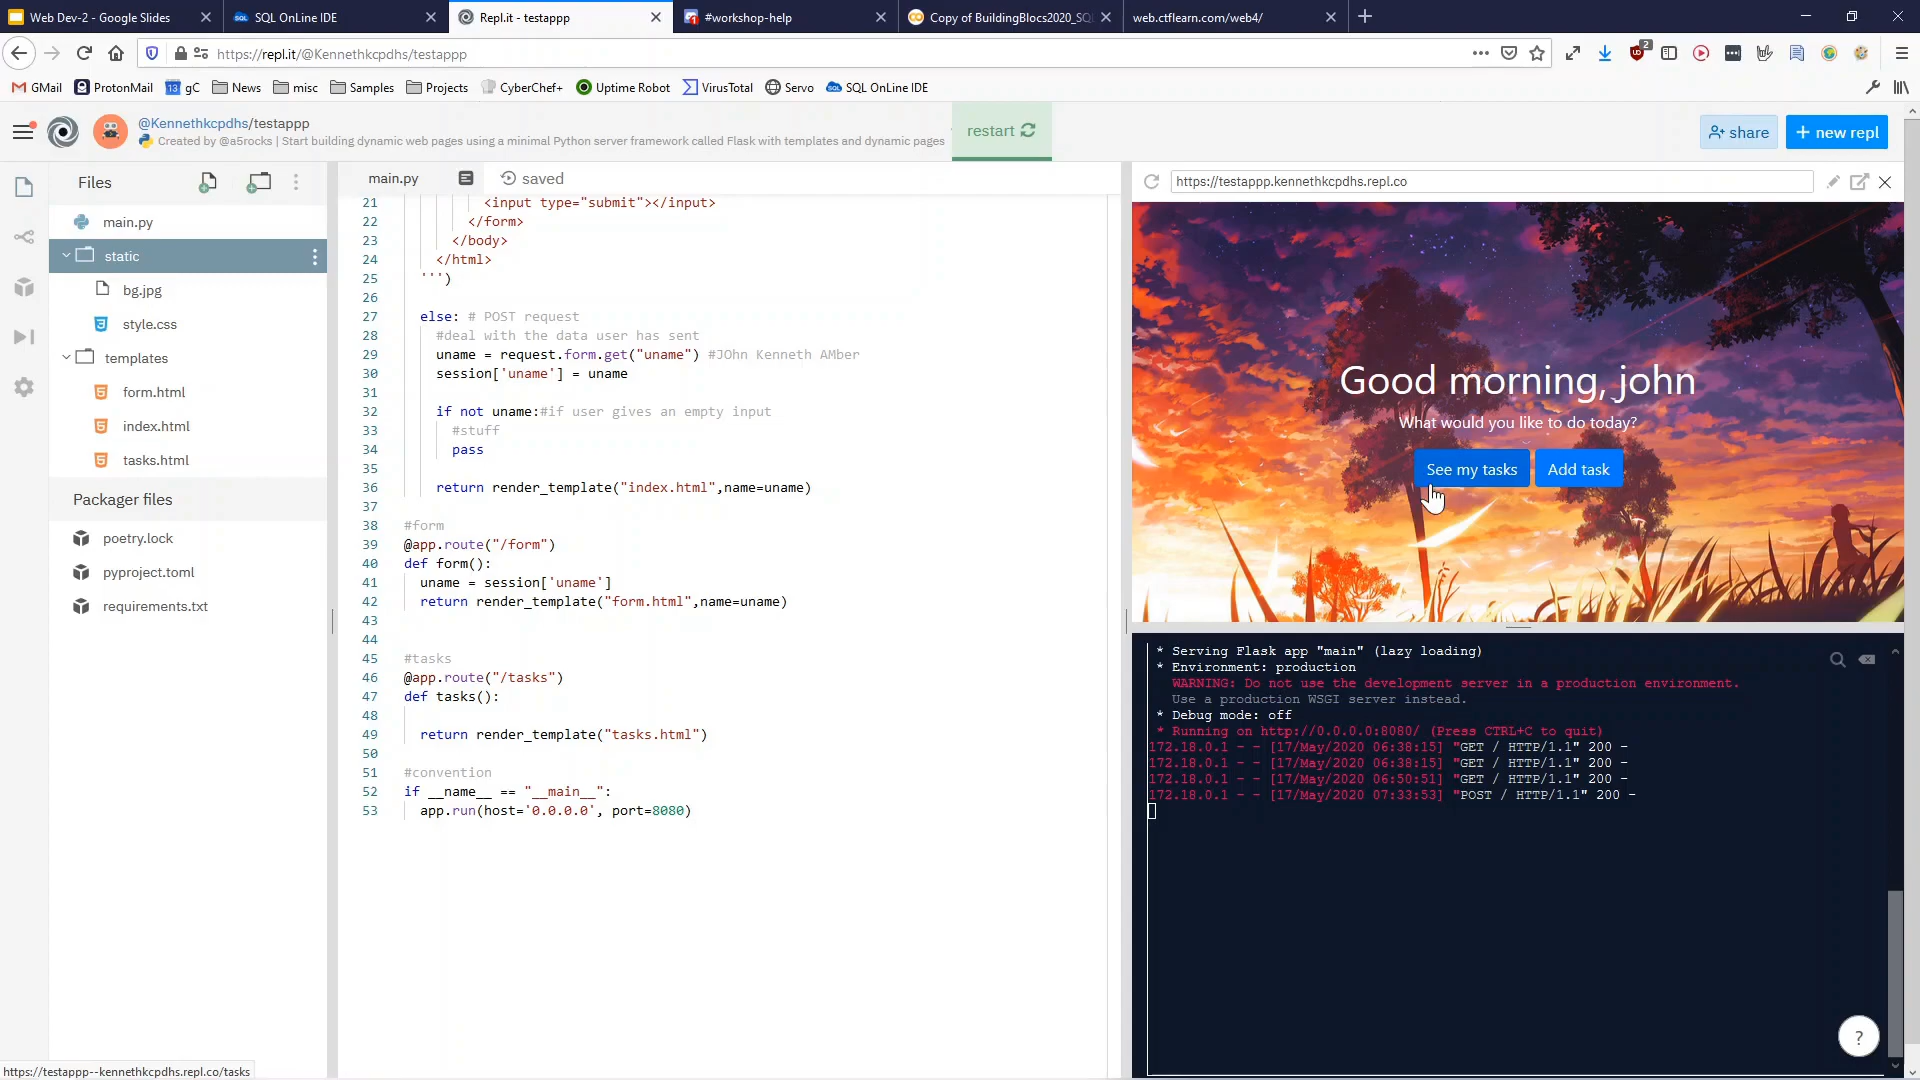 Web Dev-2 - Google Slides
SQL OnLine IDE
Repl.it - testappp
#workshop-help
Copy of BuildingBlocs2020_SQ
web.ctflearn.com/web4/
https://repl.it/@Kennethkcpdhs/testappp
2
GMail
ProtonMail
13 gC
News
misc
Samples
Projects
CyberChef+
Uptime Robot
VirusTotal
Servo
SQL OnLine IDE
@Kennethkcpdhs/testappp
Created by @a5rocks | Start building dynamic web pages using a minimal Python server framework called Flask with templates and dynamic pages
restart
share
+ new repl
Files
main.py
static
bg.jpg
style.css
templates
form.html
index.html
tasks.html
Packager files
poetry.lock
pyproject.toml
requirements.txt
main.py
saved
21 <input type="submit"></input>
22 </form>
23 </body>
24 </html>
25 ''')
26
27 else: # POST request
28 #deal with the data user has sent
29 uname = request.form.get("uname") #JOhn Kenneth AMber
30 session['uname'] = uname
31
32 if not uname:#if user gives an empty input
33 #stuff
34 pass
35
36 return render_template("index.html",name=uname)
37
38 #form
39 @app.route("/form")
40 def form():
41 uname = session['uname']
42 return render_template("form.html",name=uname)
43
44
45 #tasks
46 @app.route("/tasks")
47 def tasks():
48
49 return render_template("tasks.html")
50
51 #convention
52 if __name__ == "__main__":
53 app.run(host='0.0.0.0', port=8080)
https://testappp.kennethkcpdhs.repl.co
Good morning, john
What would you like to do today?
See my tasks
Add task
* Serving Flask app "main" (lazy loading)
* Environment: production
WARNING: Do not use the development server in a production environment.
Use a production WSGI server instead.
* Debug mode: off
* Running on http://0.0.0.0:8080/ (Press CTRL+C to quit)
172.18.0.1 - - [17/May/2020 06:38:15] "GET / HTTP/1.1" 200 -
172.18.0.1 - - [17/May/2020 06:38:15] "GET / HTTP/1.1" 200 -
172.18.0.1 - - [17/May/2020 06:50:51] "GET / HTTP/1.1" 200 -
172.18.0.1 - - [17/May/2020 07:33:53] "POST / HTTP/1.1" 200 -
?
https://testappp--kennethkcpdhs.repl.co/tasks